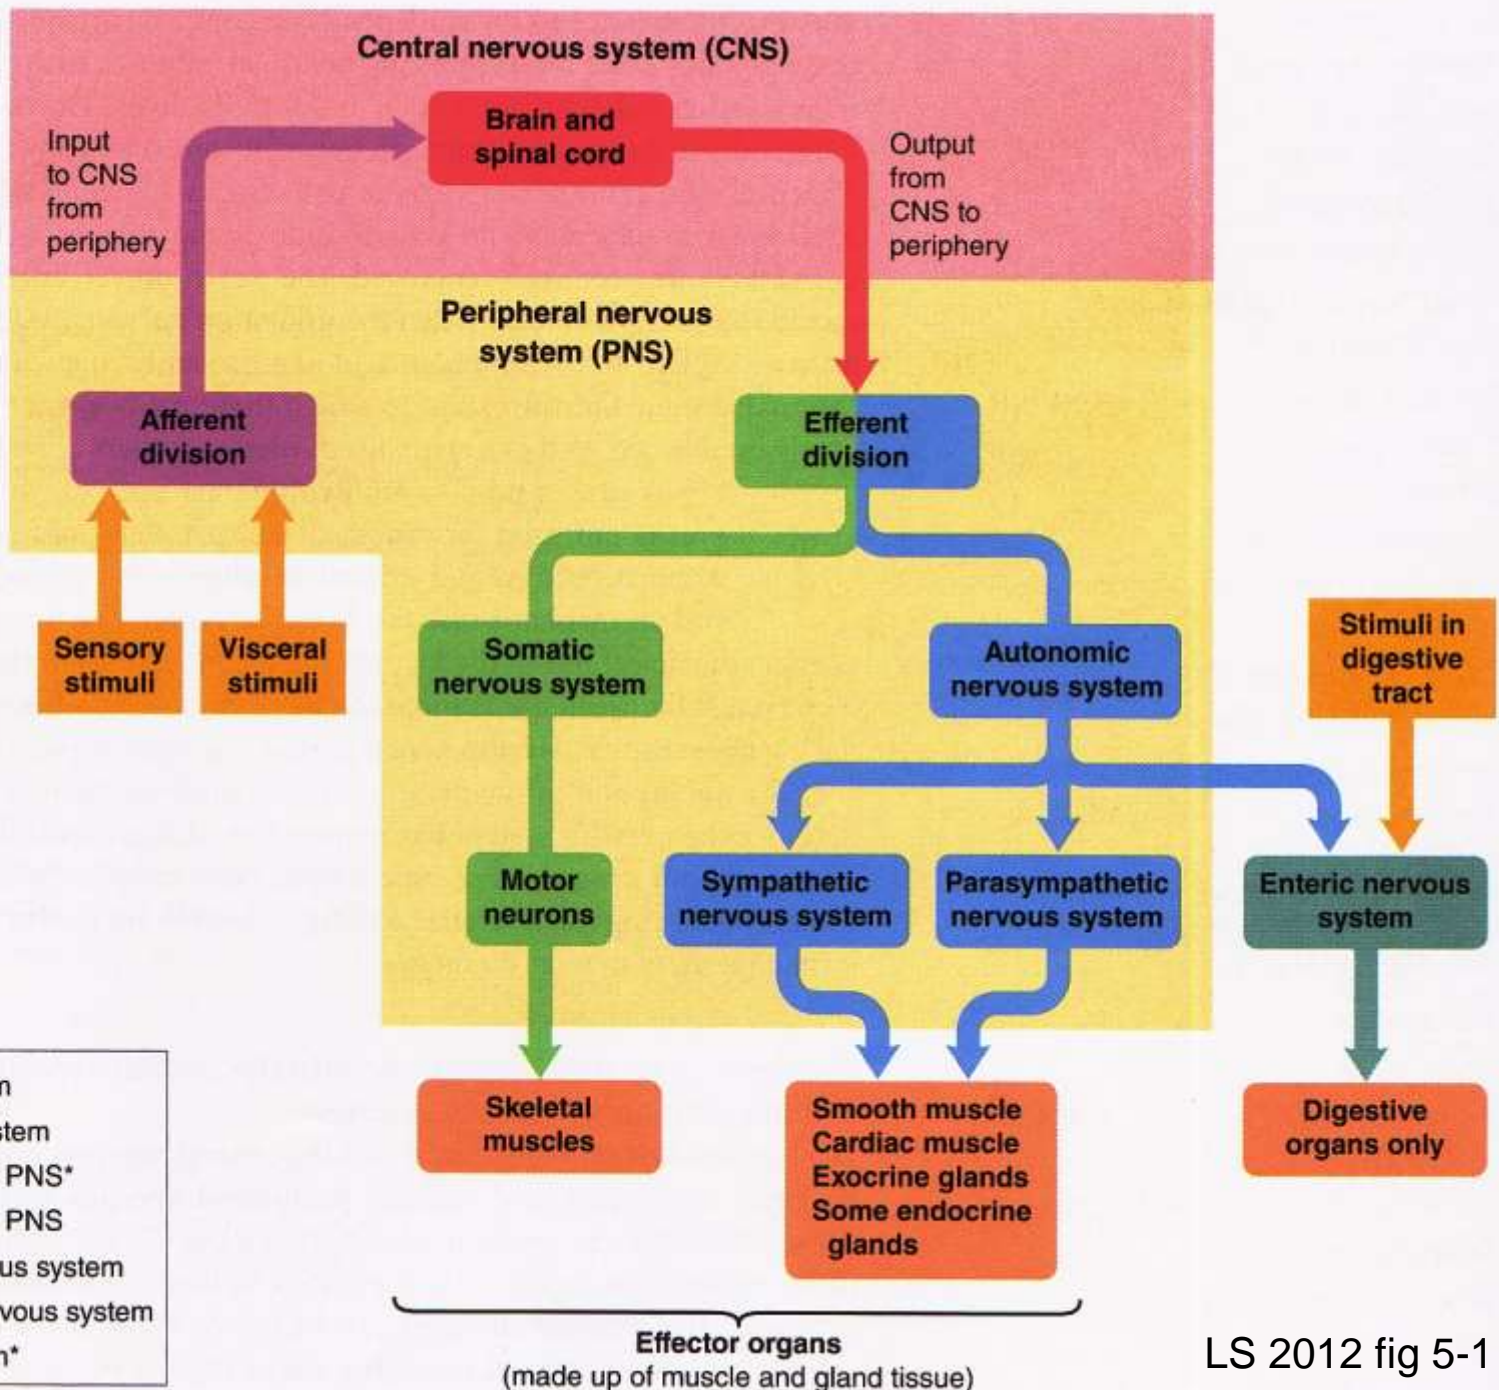 Central nervous system (CNS)
Brain and
spinal cord
Input
to CNS
from
periphery
Output
from
CNS to
periphery
Peripheral nervous
system (PNS)
Afferent
division
Efferent
division
Sensory
stimuli
Visceral
stimuli
Somatic
nervous system
Autonomic
nervous system
Stimuli in
digestive
tract
Motor
neurons
Sympathetic
nervous system
Parasympathetic
nervous system
Enteric nervous
system
Skeletal
muscles
Smooth muscle
Cardiac muscle
Exocrine glands
Some endocrine
glands
Digestive
organs only
PNS*
PNS
system
Effector organs
(made up of muscle and gland tissue)
LS 2012 fig 5-1